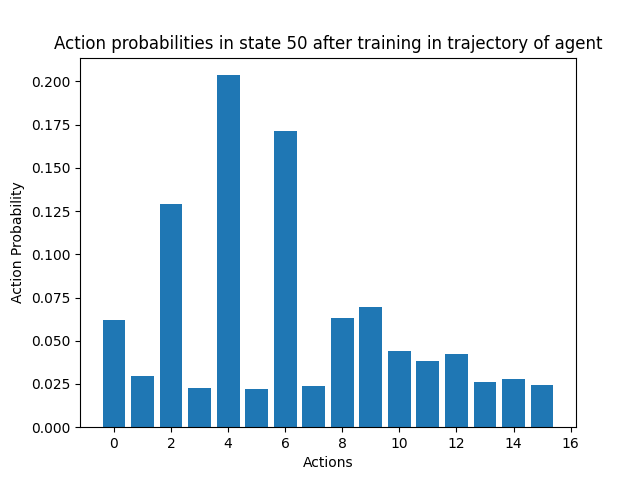 Action probabilities in state 50 after training in trajectory of agent
0.200
0.175
0.150
0.125
0.100
0.075
0.050
0.025
0.000
Action Probability
0 2 4 6 8 10 12 14 16
Actions